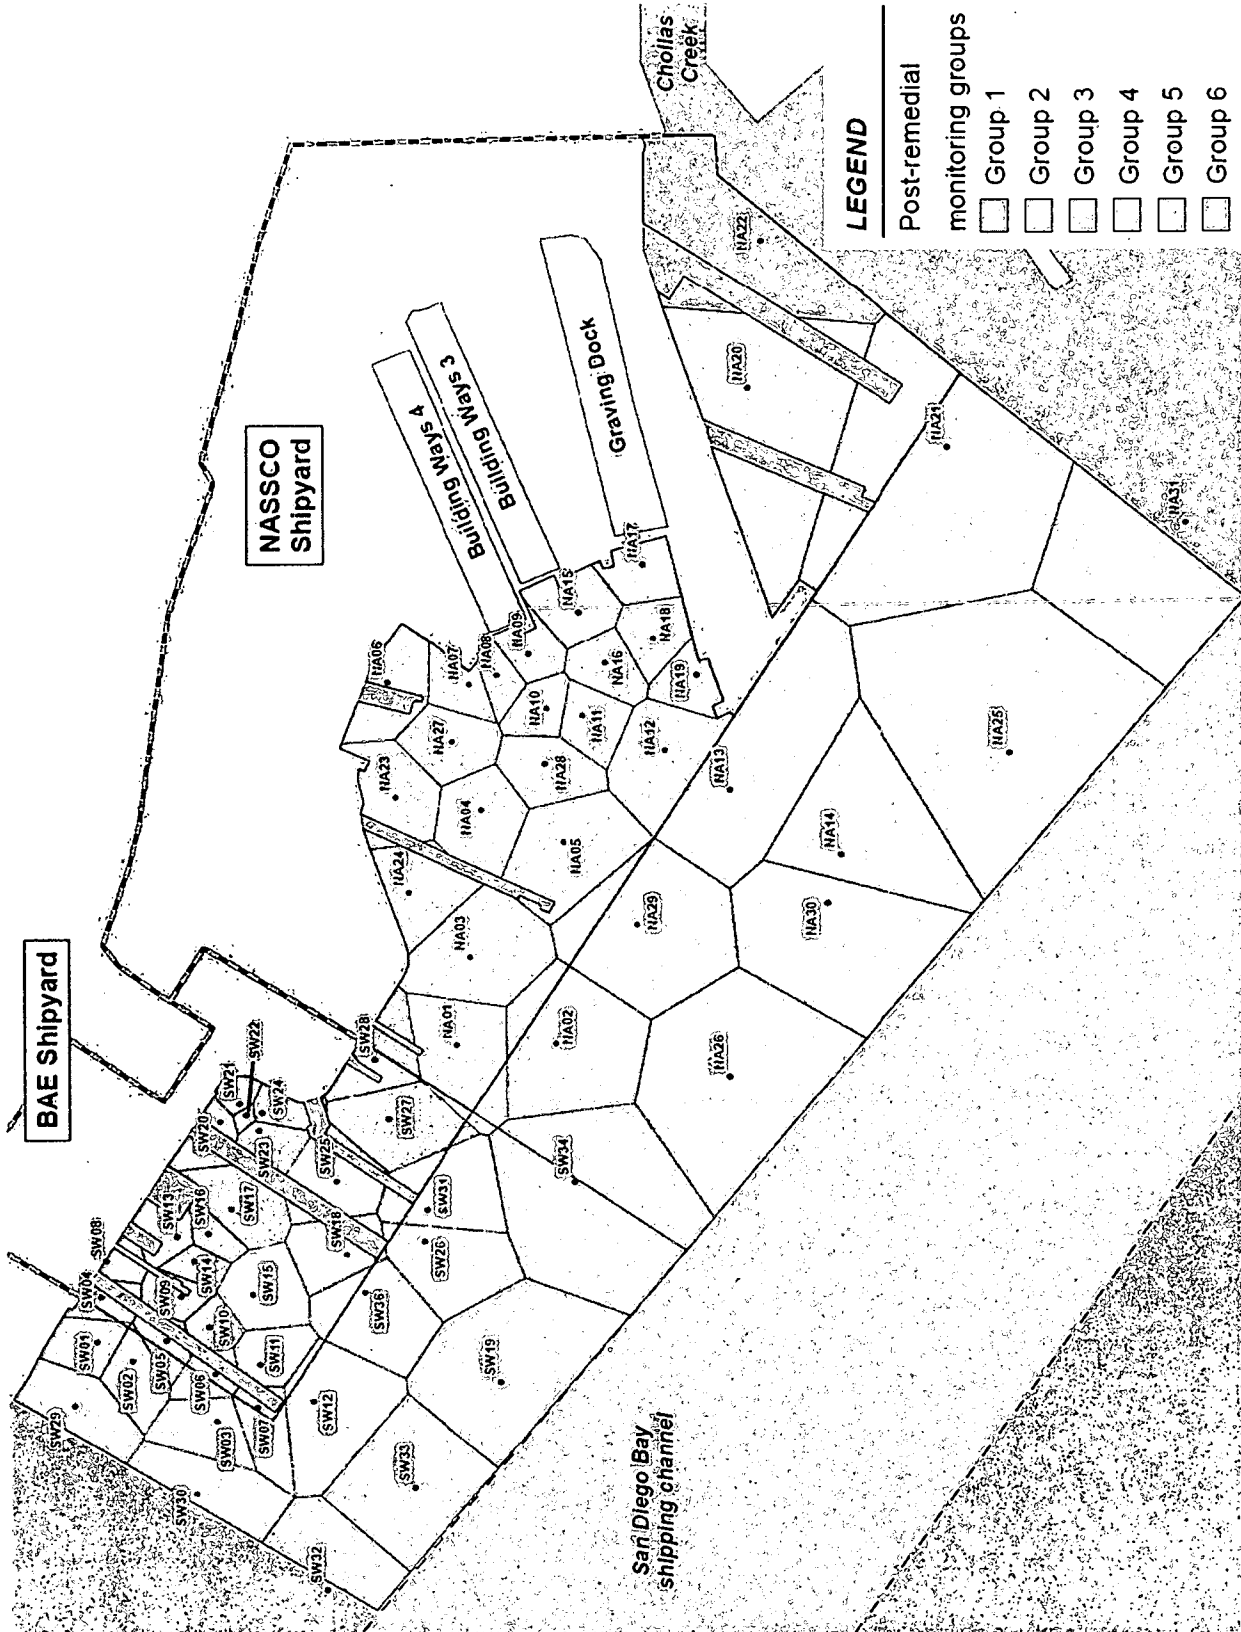 BAE Shipyard
NASSCO
Shipyard
Chollas
Creek
Building Ways 4
Building Ways 3
Graving Dock
San Diego Bay
shipping channel
SW29
SW01
SW04
SW08
SW02
SW05
SW09
SW13
SW14
SW16
SW20
SW21
SW22
SW24
SW23
SW17
SW25
SW28
SW27
SW30
SW03
SW06
SW07
SW10
SW11
SW15
SW18
SW12
SW36
SW26
SW31
SW34
SW32
SW33
SW19
NA01
NA02
NA03
NA24
NA23
NA06
NA07
NA08
NA09
NA27
NA04
NA05
NA28
NA10
NA11
NA16
NA15
NA17
NA18
NA19
NA12
NA13
NA29
NA26
NA30
NA14
NA25
NA20
NA21
NA22
NA31
LEGEND
Post-remedial
monitoring groups
Group 1
Group 2
Group 3
Group 4
Group 5
Group 6